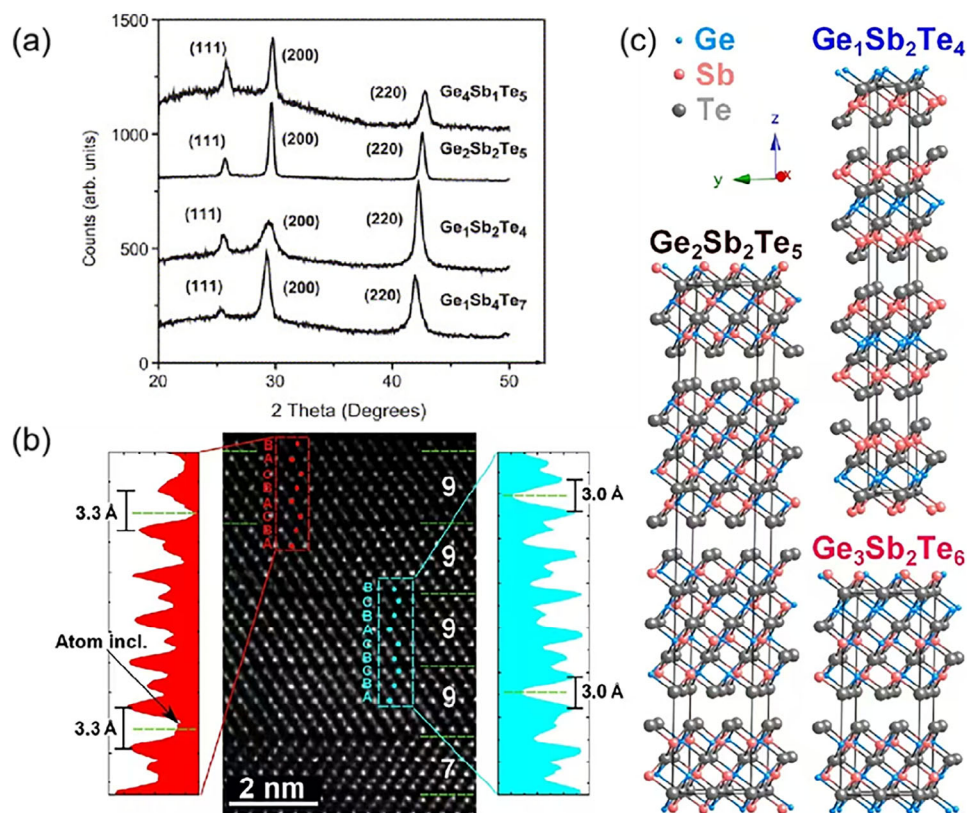 (a)
1500
1000
500
0
Counts (arb. units)
(111)
(200)
(220)
Ge4Sb1Te5
(111)
(200)
(220)
Ge2Sb2Te5
(111)
(200)
(220)
Ge1Sb2Te4
(111)
(200)
(220)
Ge1Sb4Te7
20
30
40
50
2 Theta (Degrees)
(b)
3.3 Å
Atom incl.
3.3 Å
B
A
C
B
A
C
B
A
9
9
9
9
7
B
C
B
A
C
B
C
B
A
2 nm
3.0 Å
3.0 Å
(c)
Ge
Sb
Te
z
y
x
Ge1Sb2Te4
Ge2Sb2Te5
Ge3Sb2Te6